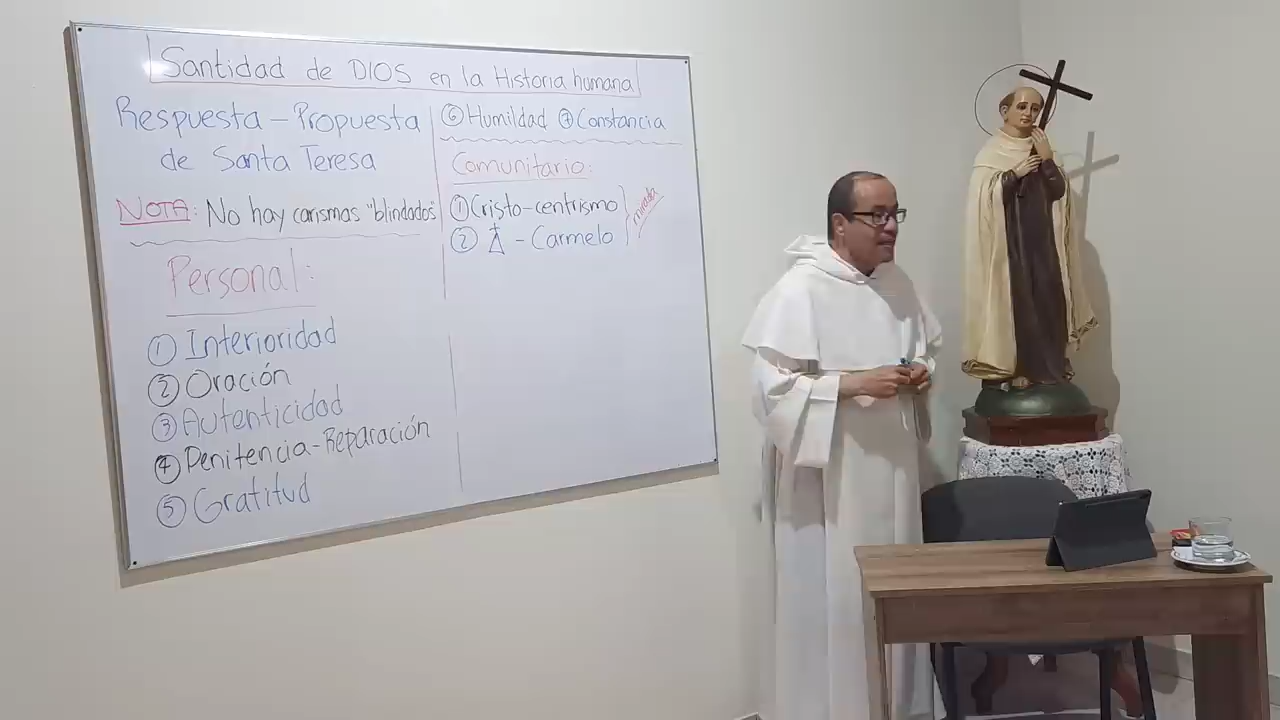 Santidad de DIOS en la Historia humana
Respuesta - Propuesta
de Santa Teresa
NOTA: No hay carismas "blindados"
Personal:
① Interioridad
② Oración
③ Autenticidad
④ Penitencia-Reparación
⑤ Gratitud
⑥ Humildad ⑦ Constancia
Comunitario:
① Cristo-centrismo
② - Carmelo
mirada